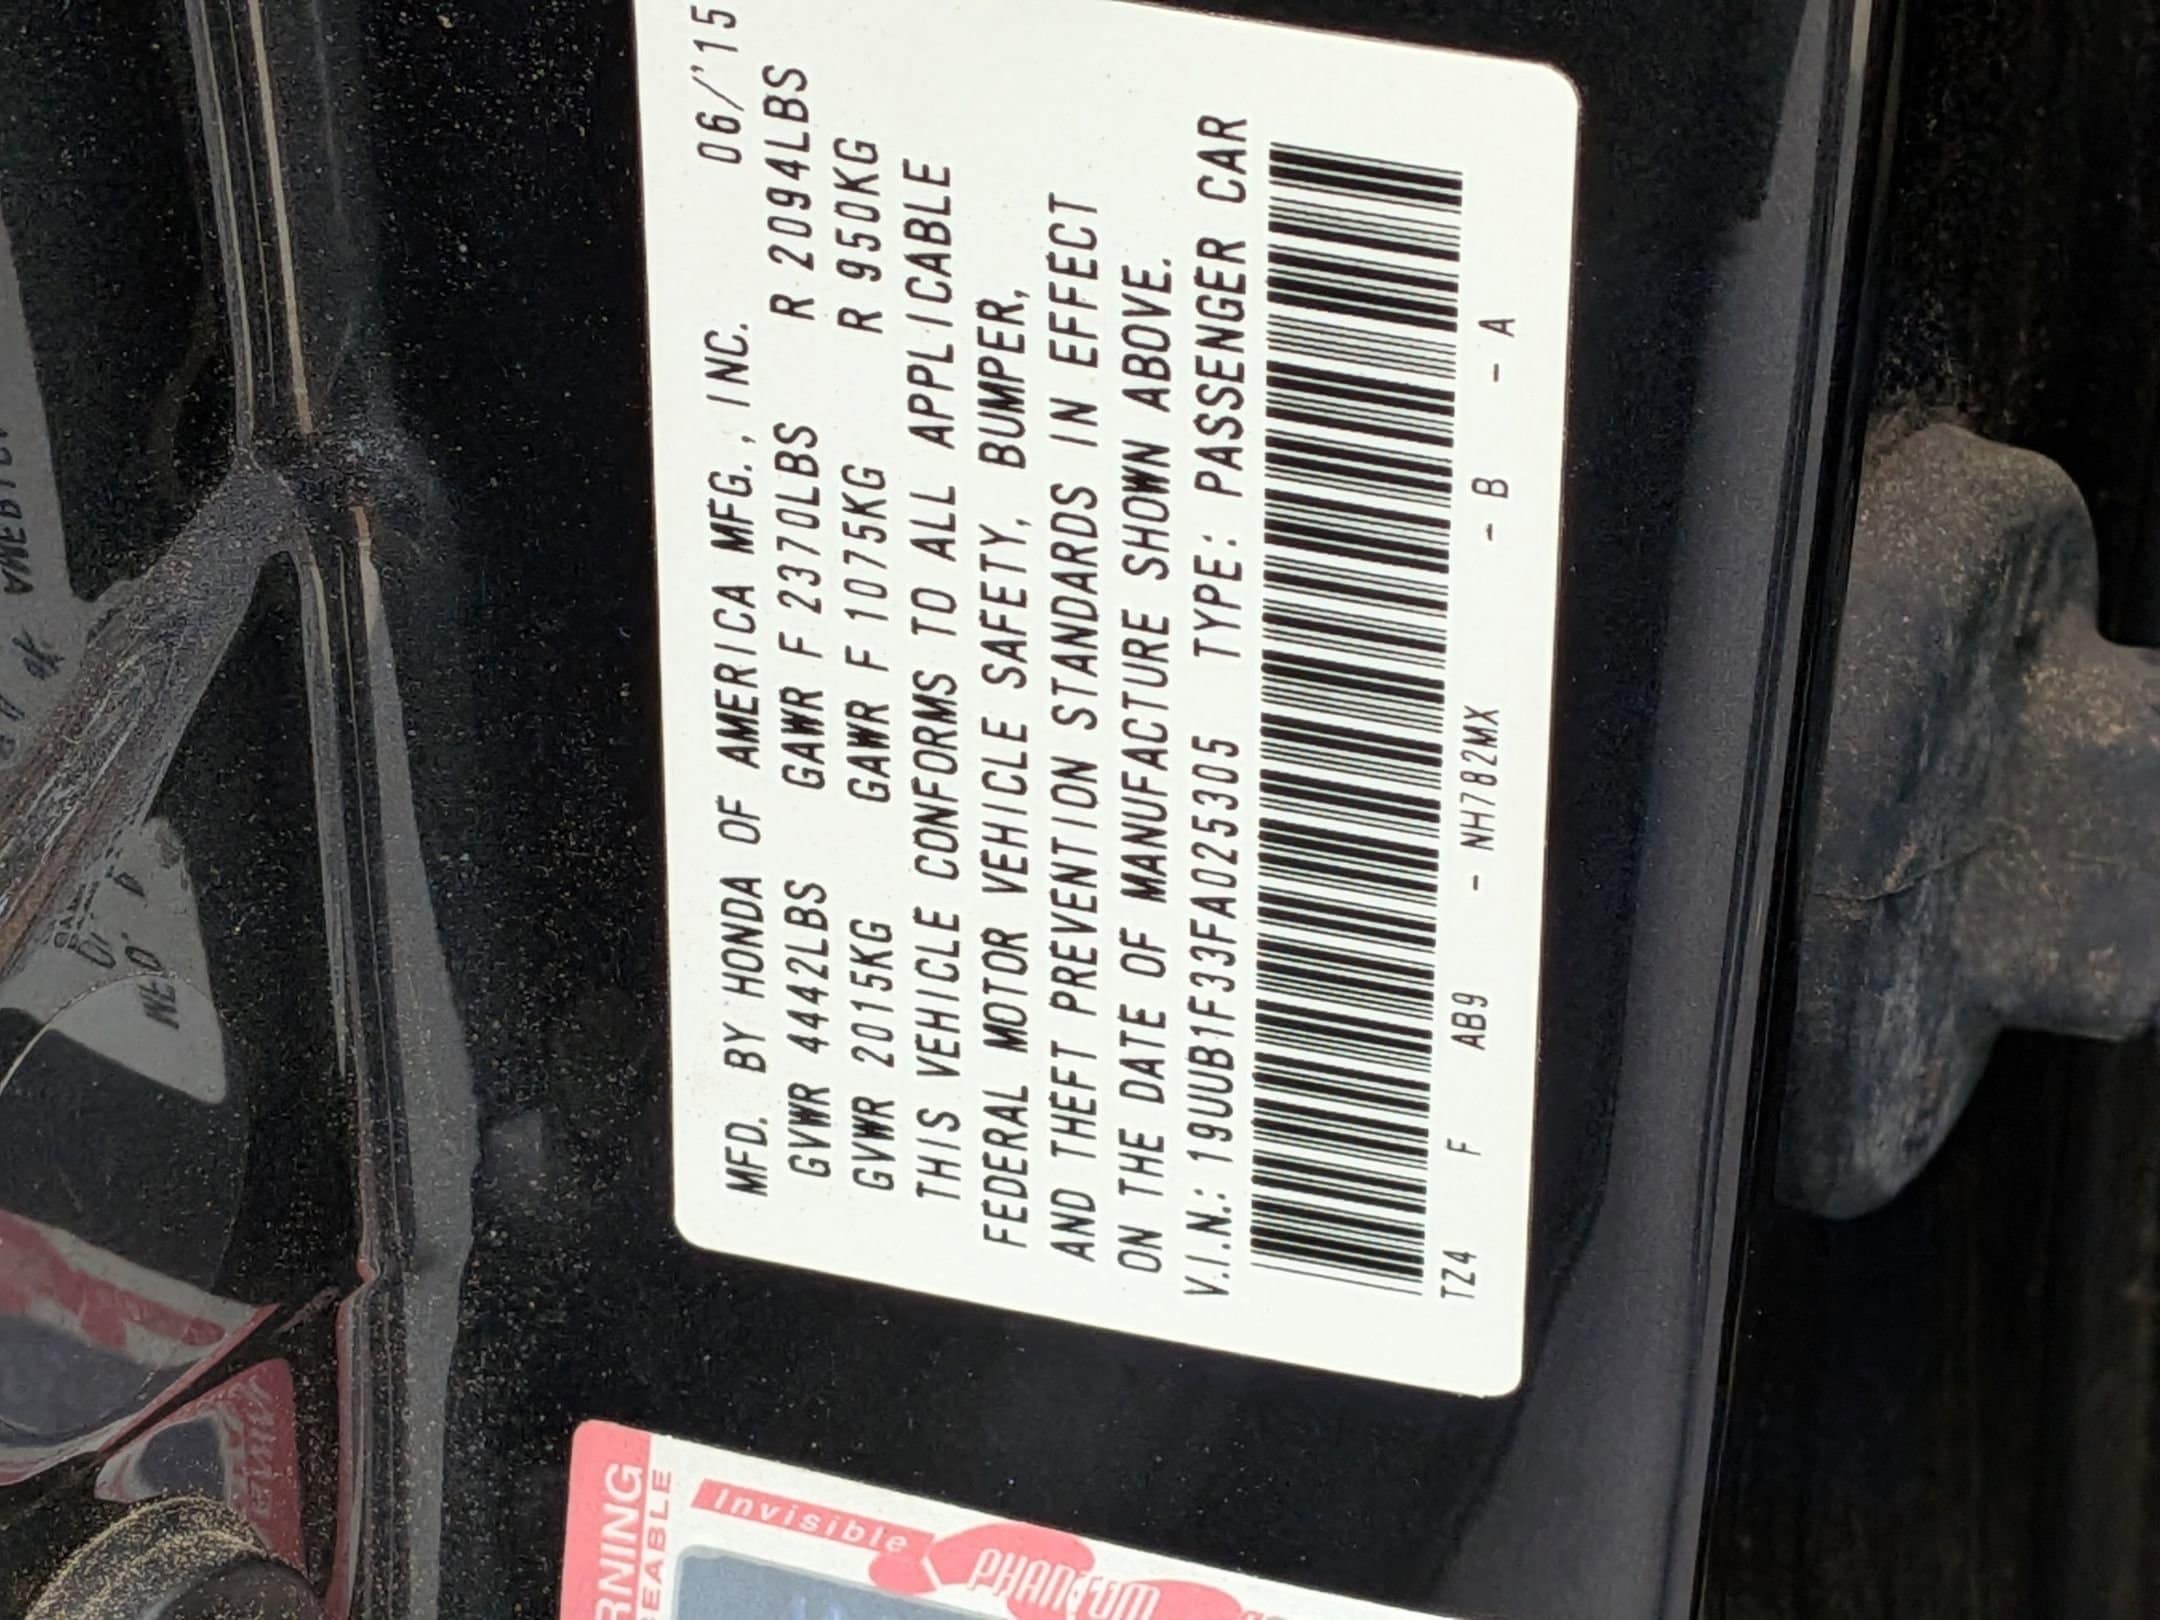 MFD. BY HONDA OF AMERICA MFG., INC. 06/'15
GVWR 4442LBS GAWR F 2370LBS R 2094LBS
GVWR 2015KG GAWR F 1075KG R 950KG
THIS VEHICLE CONFORMS TO ALL APPLICABLE
FEDERAL MOTOR VEHICLE SAFETY, BUMPER,
AND THEFT PREVENTION STANDARDS IN EFFECT
ON THE DATE OF MANUFACTURE SHOWN ABOVE.
V.I.N.: 19UUB1F33FA025305 TYPE: PASSENGER CAR
TZ4 F AB9 - NH782MX - B - A
RNING
EABLE
Invisible
PHANTOM